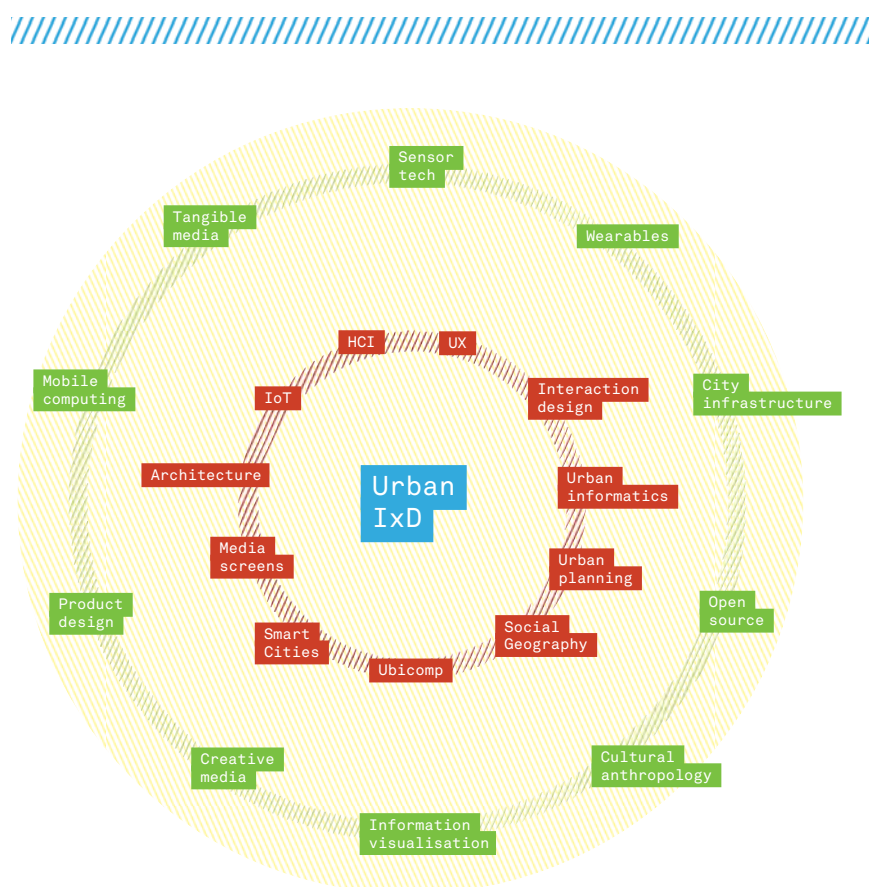 Sensor
tech
Tangible
media
Wearables
HCI
UX
Mobile
computing
IoT
Interaction
design
City
infrastructure
Architecture
Urban
IxD
Urban
informatics
Media
screens
Urban
planning
Product
design
Open
source
Smart
Cities
Social
Geography
Ubicomp
Creative
media
Cultural
anthropology
Information
visualisation